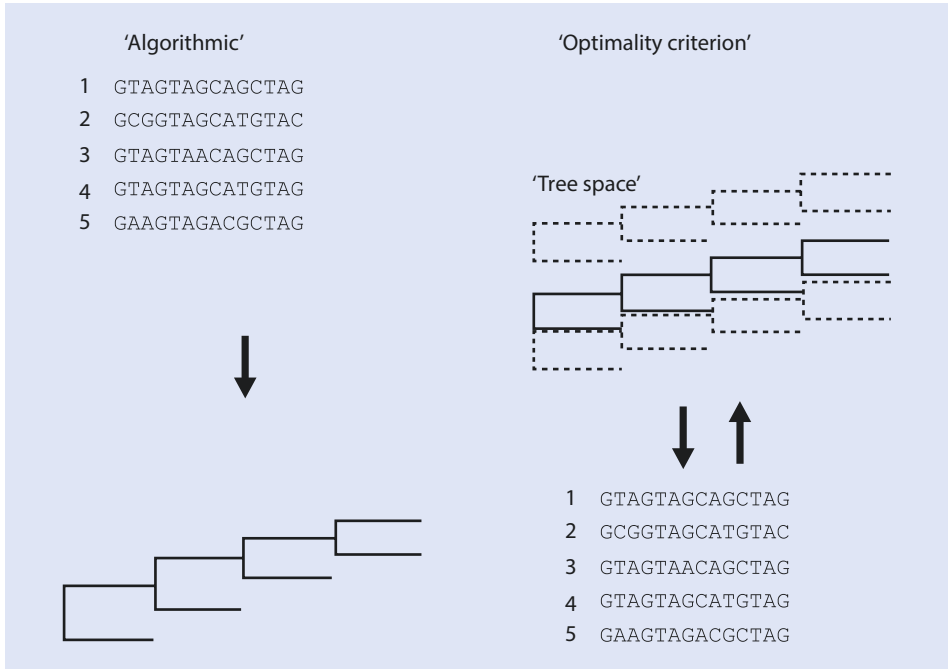 'Algorithmic'
1 GTAGTAGCAGCTAG
2 GCGGTAGCATGTAC
3 GTAGTAACAGCTAG
4 GTAGTAGCATGTAG
5 GAAGTAGACGCTAG
'Optimality criterion'
'Tree space'
1 GTAGTAGCAGCTAG
2 GCGGTAGCATGTAC
3 GTAGTAACAGCTAG
4 GTAGTAGCATGTAG
5 GAAGTAGACGCTAG